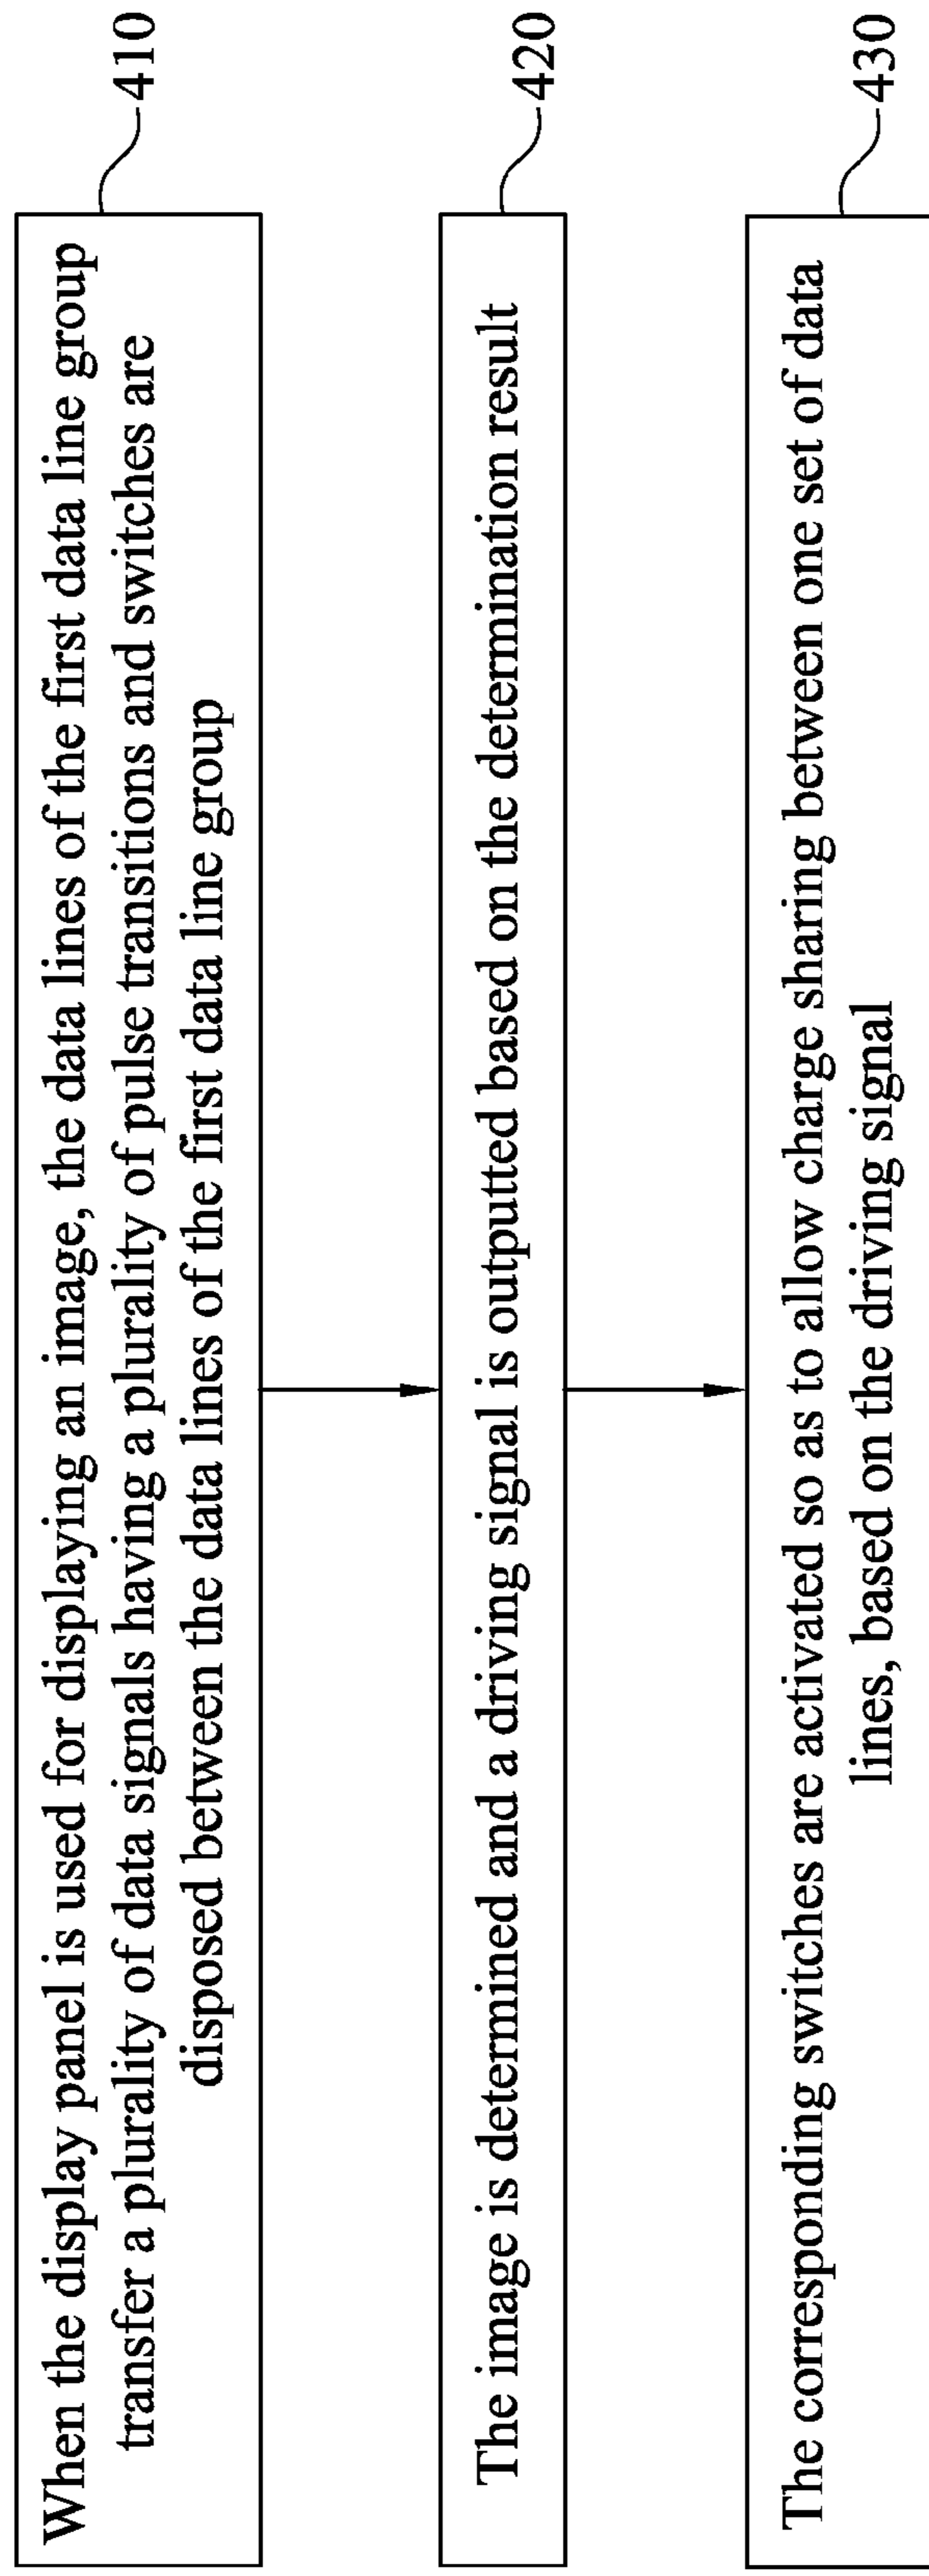 When the display panel is used for displaying an image, the data lines of the first data line group
transfer a plurality of data signals having a plurality of pulse transitions and switches are
disposed between the data lines of the first data line group
410
The image is determined and a driving signal is outputted based on the determination result
420
The corresponding switches are activated so as to allow charge sharing between one set of data
lines, based on the driving signal
430